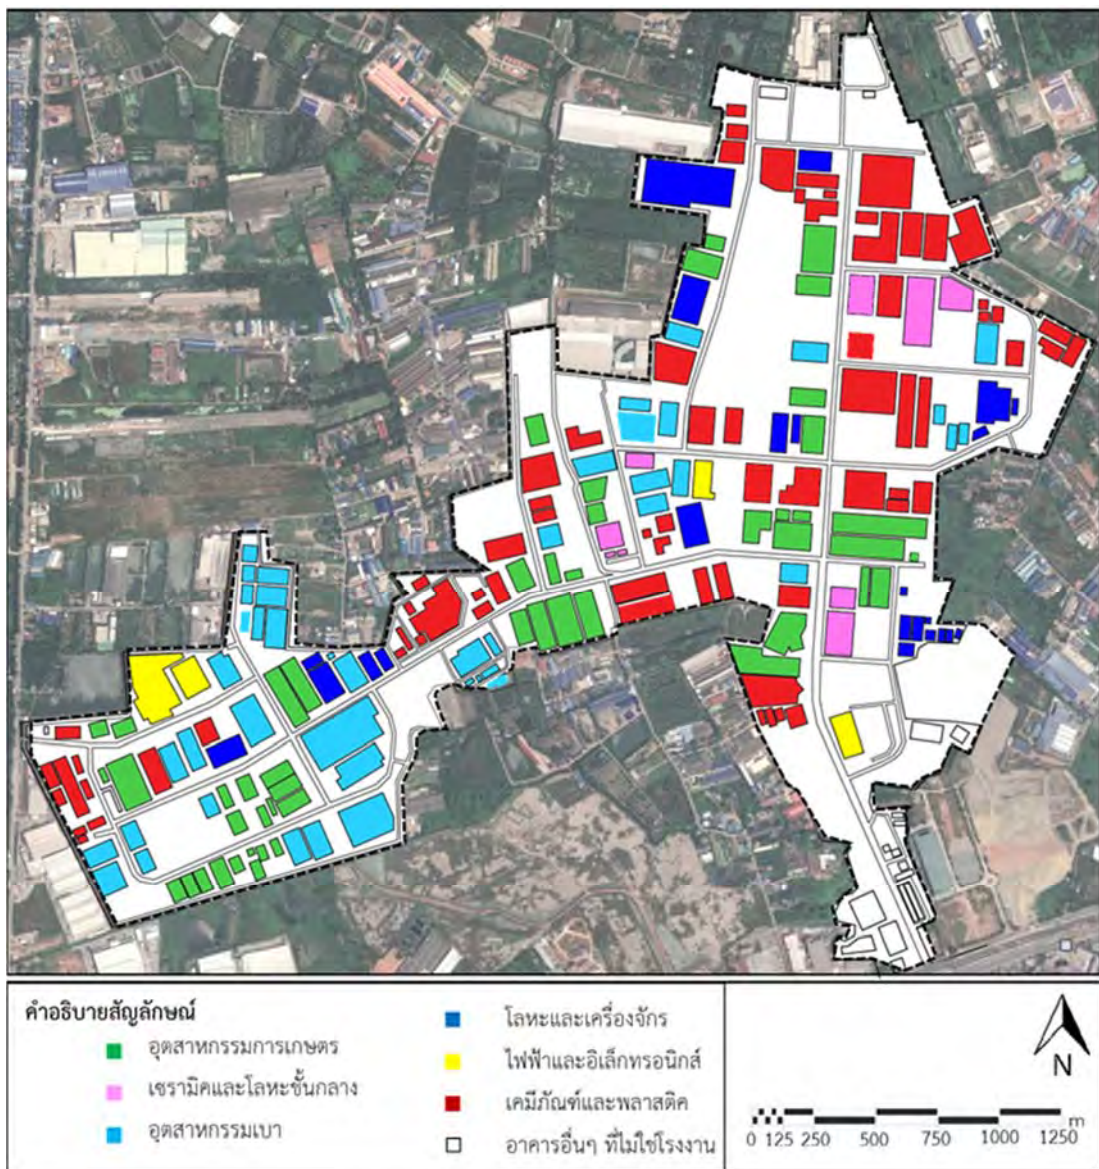 คำอธิบายสัญลักษณ์
อุตสาหกรรมการเกษตร
เซรามิคและโลหะชั้นกลาง
อุตสาหกรรมเบา
โลหะและเครื่องจักร
ไฟฟ้าและอิเล็กทรอนิกส์
เคมีภัณฑ์และพลาสติค
อาคารอื่นๆ ที่ไม่ใช่โรงงาน
N
0 125 250 500 750 1000 1250 m